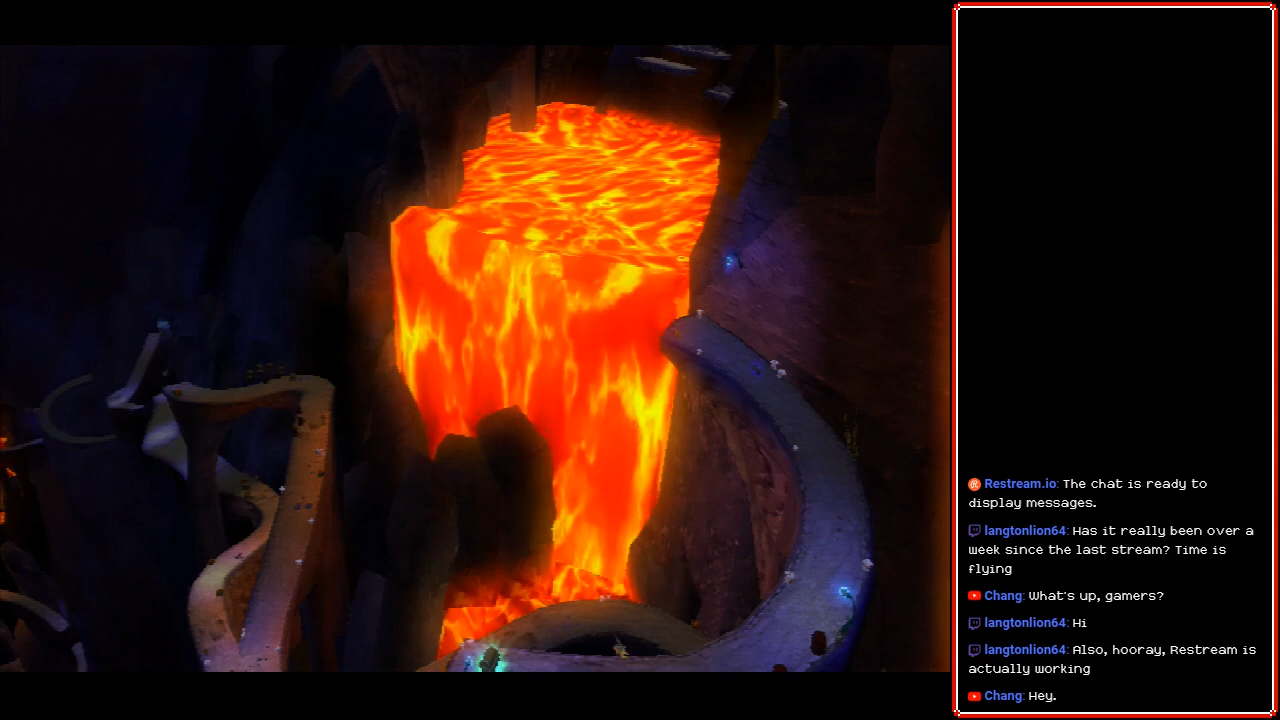 Restream.io: The chat is ready to
display messages.
langtonlion64: Has it really been over a
week since the last stream? Time is
flying
Chang: What's up, gamers?
langtonlion64: Hi
langtonlion64: Also, hooray, Restream is
actually working
Chang: Hey.